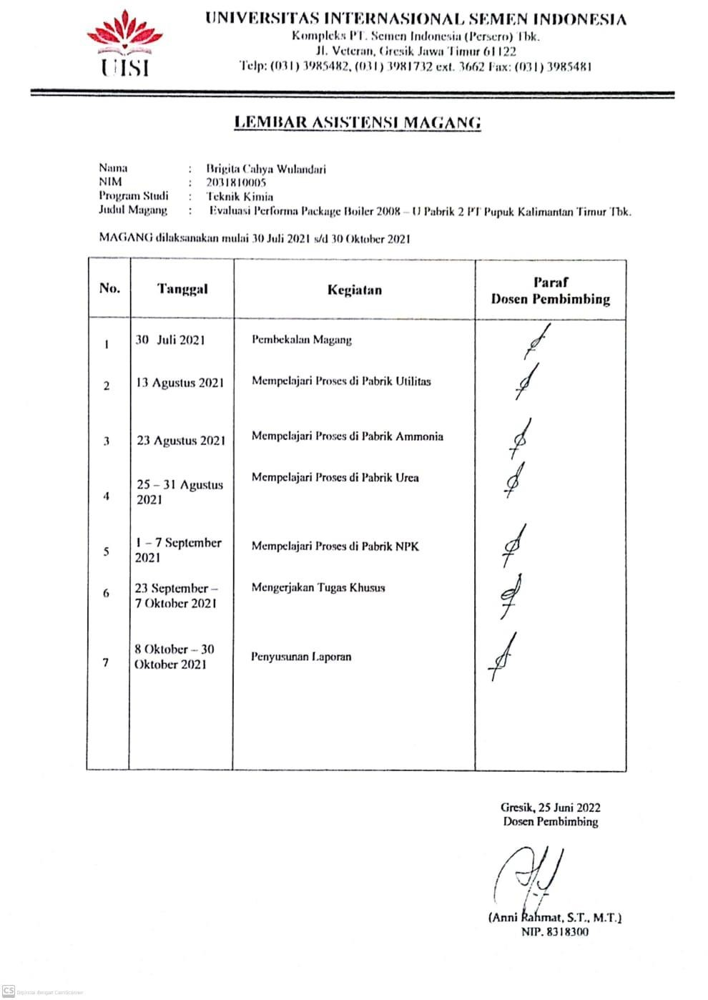 UISI
UNIVERSITAS INTERNASIONAL SEMEN INDONESIA
Kompleks PT. Semen Indonesia (Persero) Tbk.
Jl. Veteran, Gresik Jawa Timur 61122
Telp: (031) 3985482, (031) 3981732 ext. 3662 Fax: (031) 3985481
LEMBAR ASISTENSI MAGANG
Nama : Brigita Cahya Wulandari
NIM : 2031810005
Program Studi : Teknik Kimia
Judul Magang : Evaluasi Performa Package Boiler 2008 – U Pabrik 2 PT Pupuk Kalimantan Timur Tbk.
MAGANG dilaksanakan mulai 30 Juli 2021 s/d 30 Oktober 2021
No. Tanggal Kegiatan Paraf
Dosen Pembimbing
1 30 Juli 2021 Pembekalan Magang
2 13 Agustus 2021 Mempelajari Proses di Pabrik Utilitas
3 23 Agustus 2021 Mempelajari Proses di Pabrik Ammonia
4 25 – 31 Agustus Mempelajari Proses di Pabrik Urea
2021
5 1 – 7 September Mempelajari Proses di Pabrik NPK
2021
6 23 September – Mengerjakan Tugas Khusus
7 Oktober 2021
7 8 Oktober – 30 Penyusunan Laporan
Oktober 2021
Gresik, 25 Juni 2022
Dosen Pembimbing
(Anni Rahmat, S.T., M.T.)
NIP. 8318300
CS Dipindai dengan CamScanner